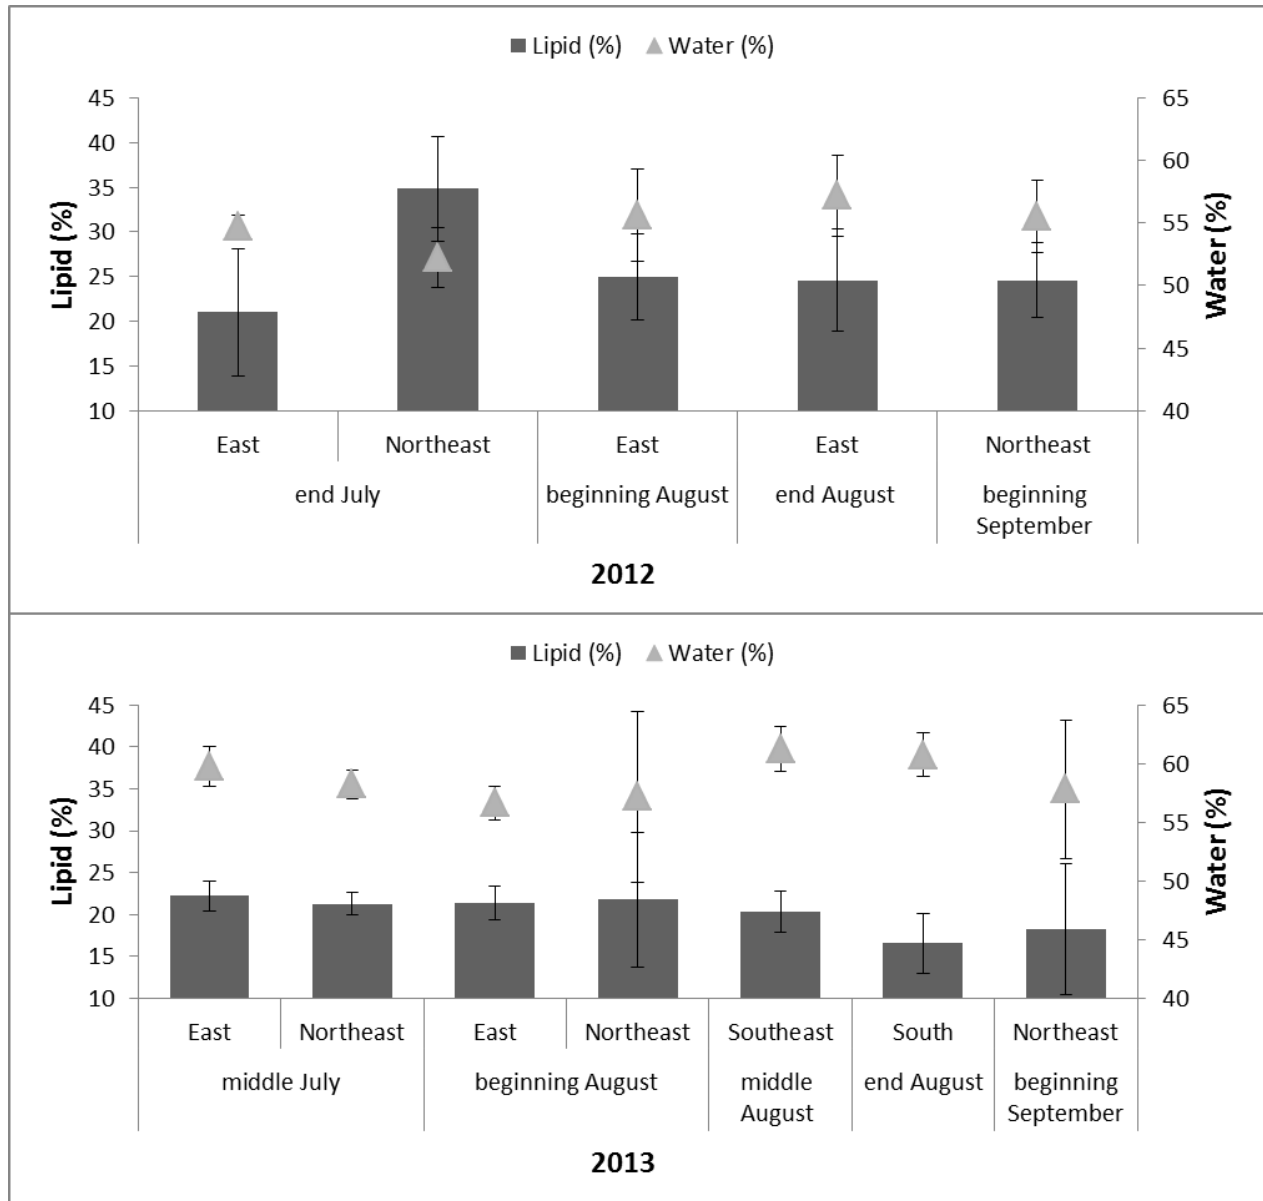 Lipid (%) Water (%)
45 65
40 60
35
30 55
25 50
20
15 45
10 40
Lipid (%)
Water (%)
East Northeast East East Northeast
end July beginning August end August beginning
September
2012
Lipid (%) Water (%)
45 65
40 60
35
30 55
25 50
20
15 45
10 40
Lipid (%)
Water (%)
East Northeast East Northeast Southeast South Northeast
middle July beginning August middle end August beginning
August September
2013